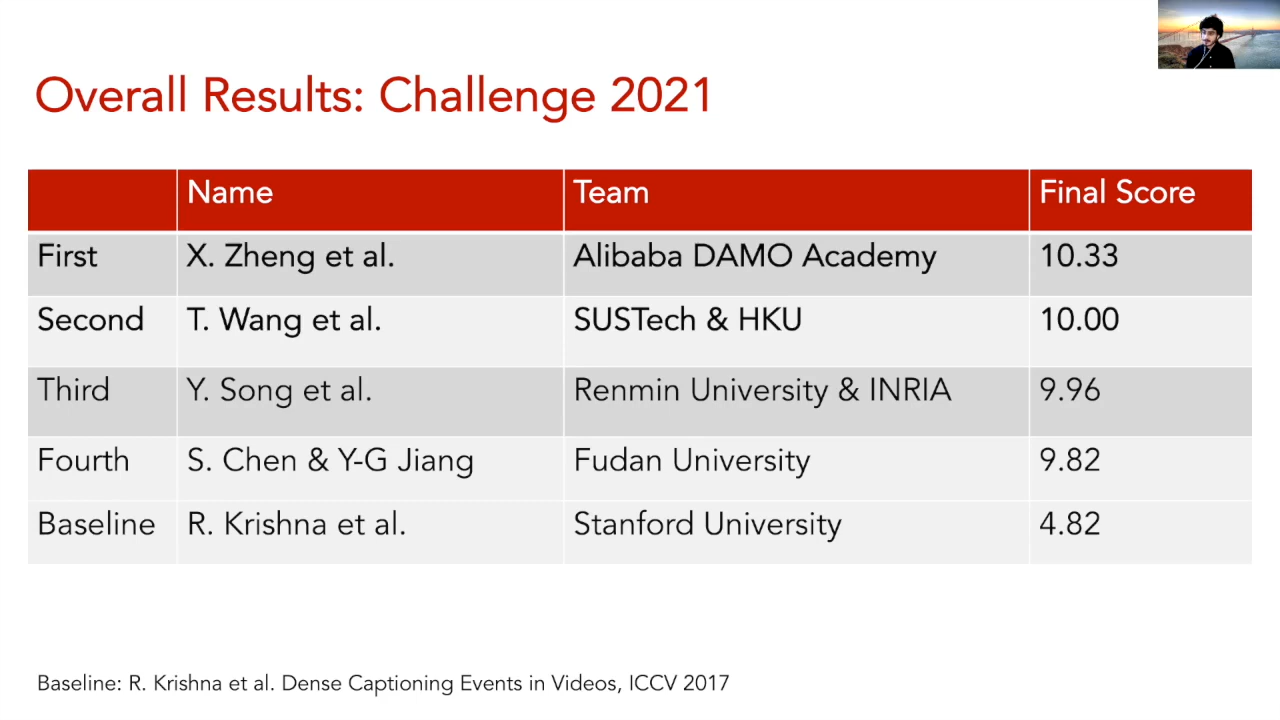 Overall Results: Challenge 2021
Name Team Final Score
First X. Zheng et al. Alibaba DAMO Academy 10.33
Second T. Wang et al. SUSTech & HKU 10.00
Third Y. Song et al. Renmin University & INRIA 9.96
Fourth S. Chen & Y-G Jiang Fudan University 9.82
Baseline R. Krishna et al. Stanford University 4.82
Baseline: R. Krishna et al. Dense Captioning Events in Videos, ICCV 2017